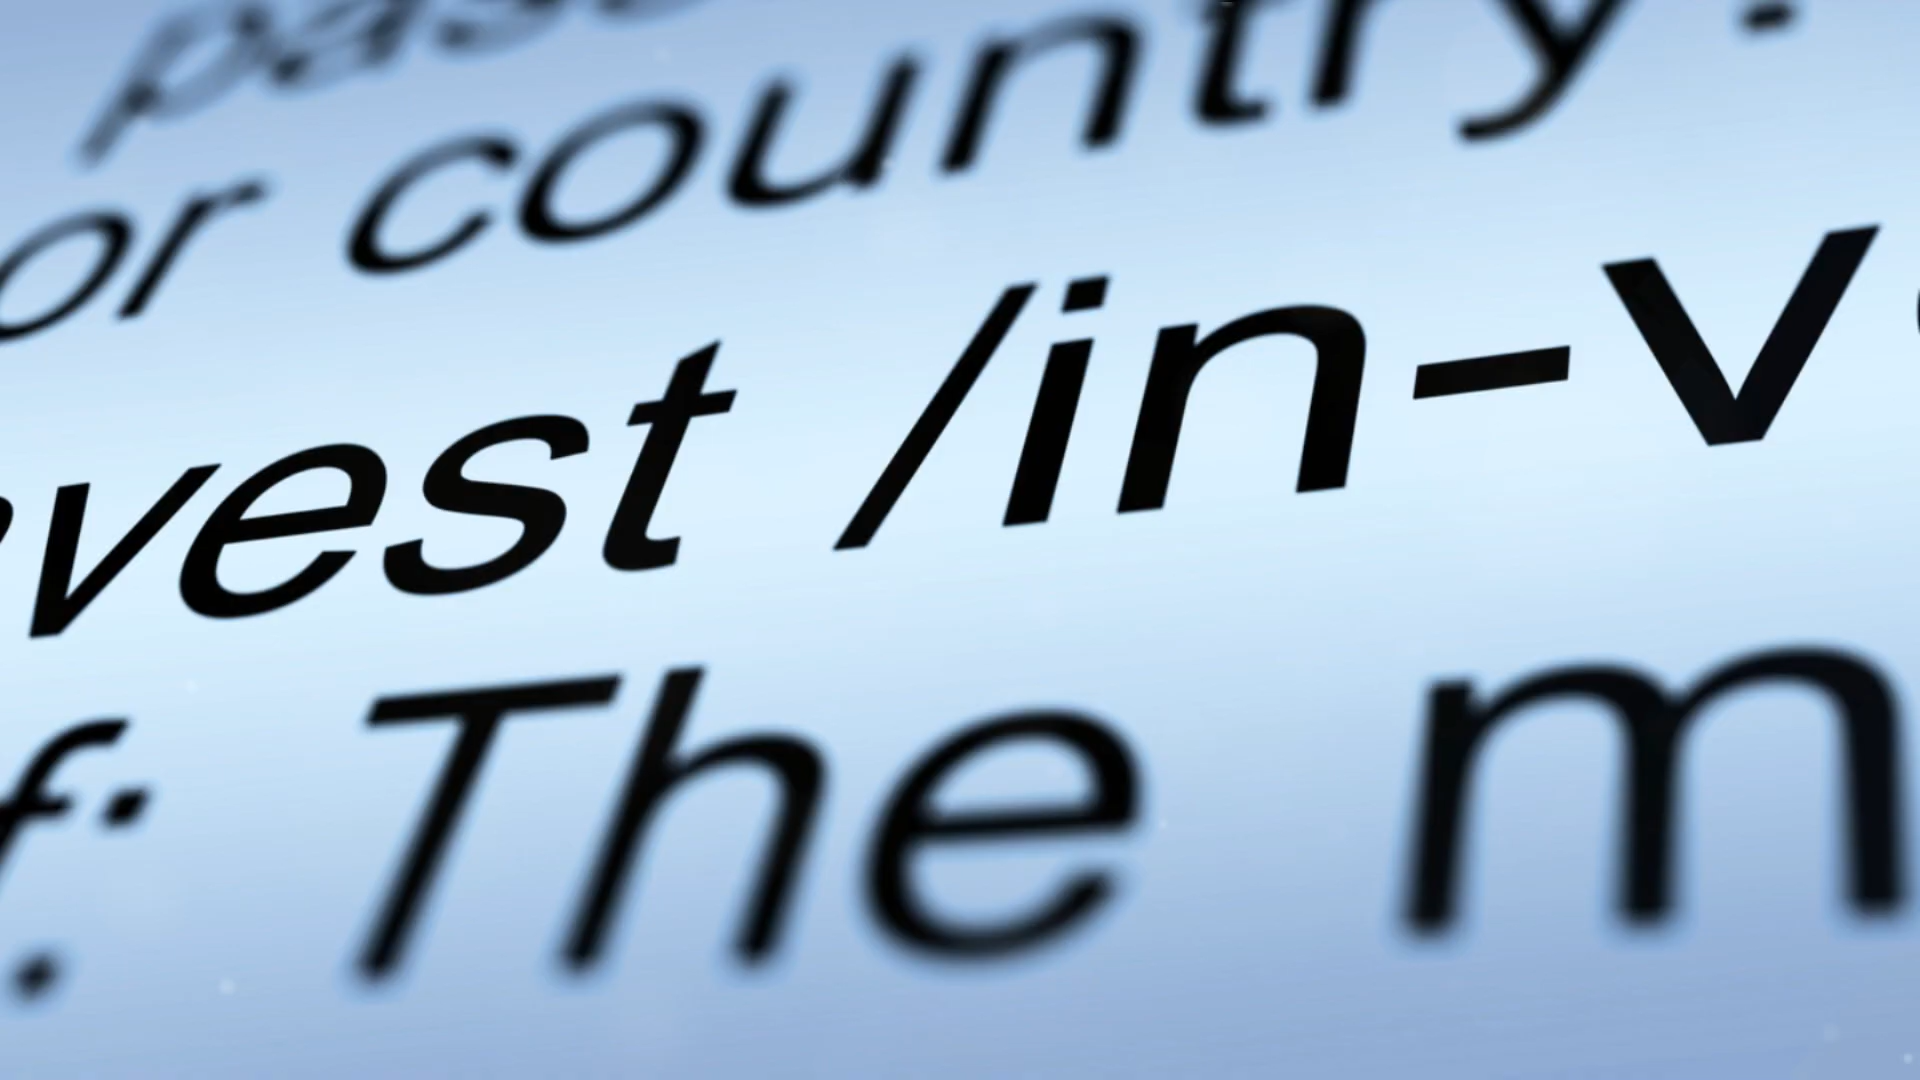 or country.
vest /in-v
f: The m